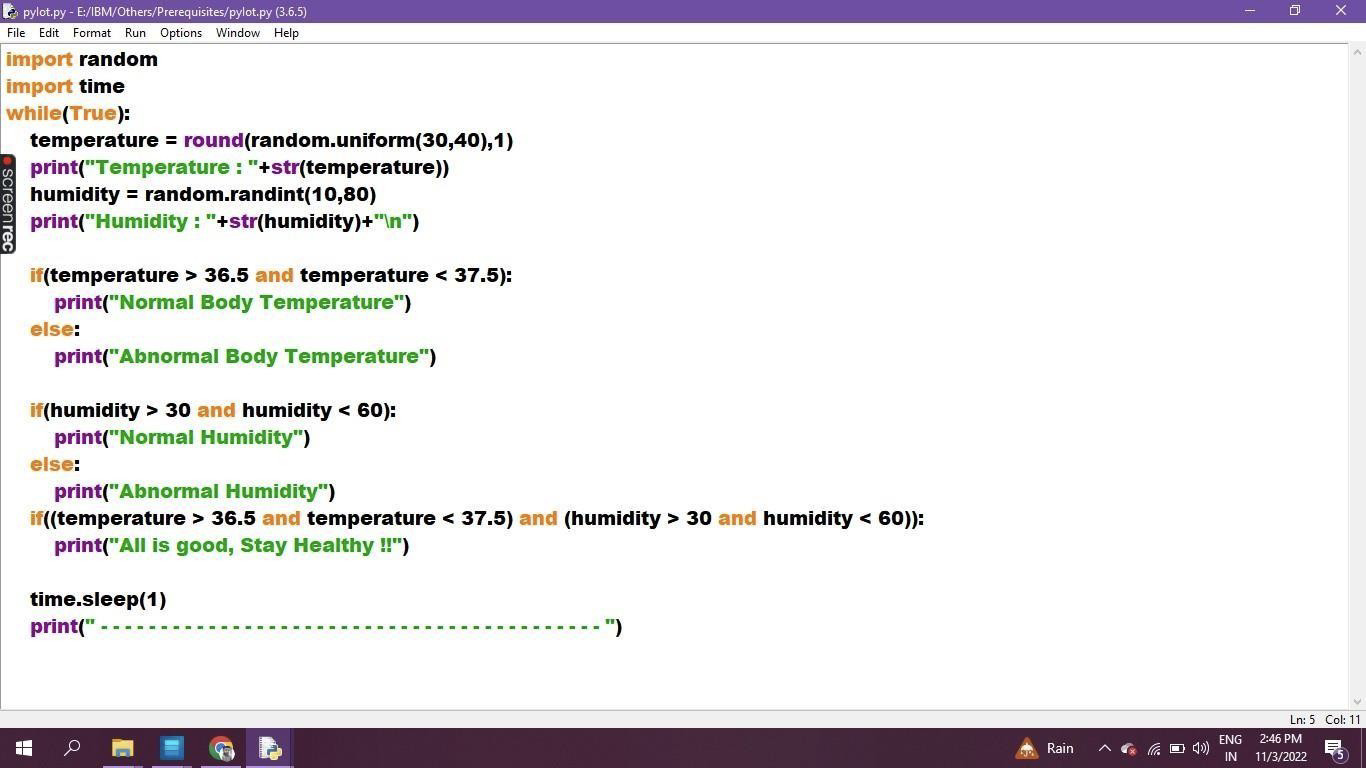 pylot.py - E:/IBM/Others/Prerequisites/pylot.py (3.6.5)
File Edit Format Run Options Window Help
import random
import time
while(True):
    temperature = round(random.uniform(30,40),1)
    print("Temperature : "+str(temperature))
    humidity = random.randint(10,80)
    print("Humidity : "+str(humidity)+"\n")
screenrec
    if(temperature > 36.5 and temperature < 37.5):
        print("Normal Body Temperature")
    else:
        print("Abnormal Body Temperature")
    if(humidity > 30 and humidity < 60):
        print("Normal Humidity")
    else:
        print("Abnormal Humidity")
    if((temperature > 36.5 and temperature < 37.5) and (humidity > 30 and humidity < 60)):
        print("All is good, Stay Healthy !!")
    time.sleep(1)
    print(" - - - - - - - - - - - - - - - - - - - - - - - - - - - - - - - - - - - - - - - - - - ")
Ln: 5 Col: 11
Rain
ENG
IN
2:46 PM
11/3/2022
5